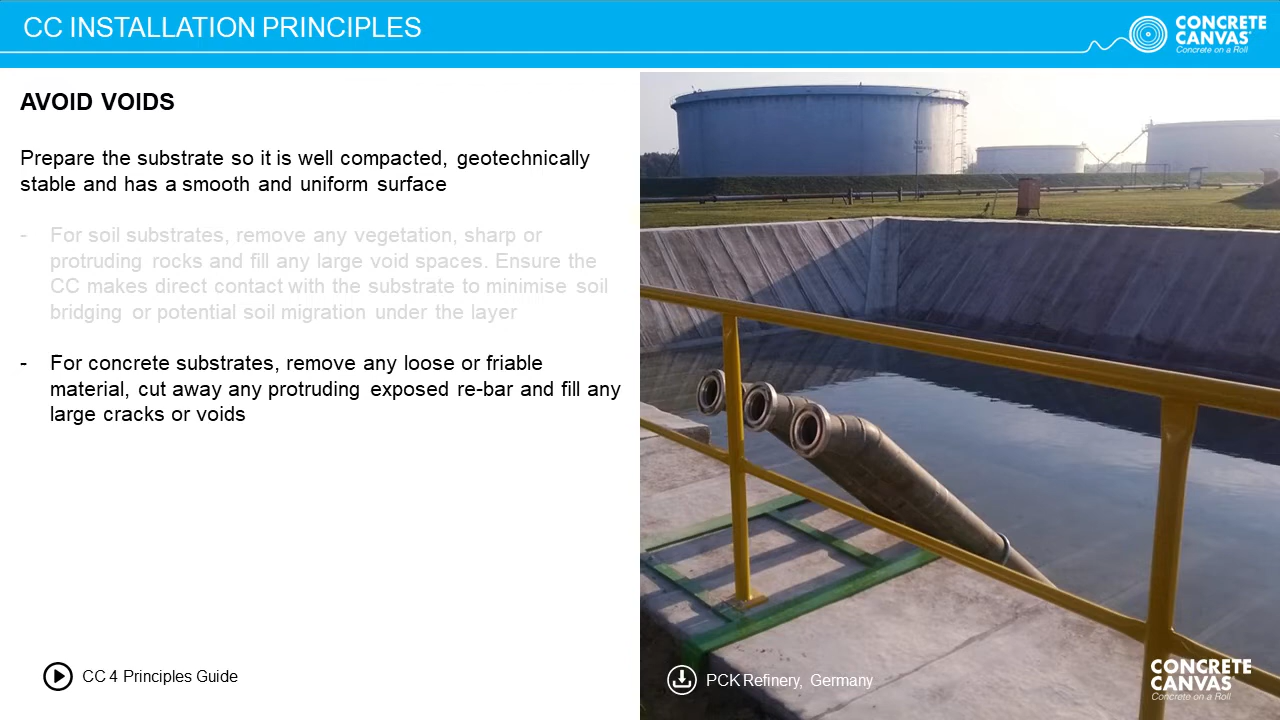 CC INSTALLATION PRINCIPLES
CONCRETE
CANVAS
Concrete on a Roll
AVOID VOIDS
Prepare the substrate so it is well compacted, geotechnically
stable and has a smooth and uniform surface
- For soil substrates, remove any vegetation, sharp or
protruding rocks and fill any large void spaces. Ensure the
CC makes direct contact with the substrate to minimise soil
bridging or potential soil migration under the layer
- For concrete substrates, remove any loose or friable
material, cut away any protruding exposed re-bar and fill any
large cracks or voids
CC 4 Principles Guide
PCK Refinery, Germany
CONCRETE
CANVAS
Concrete on a Roll